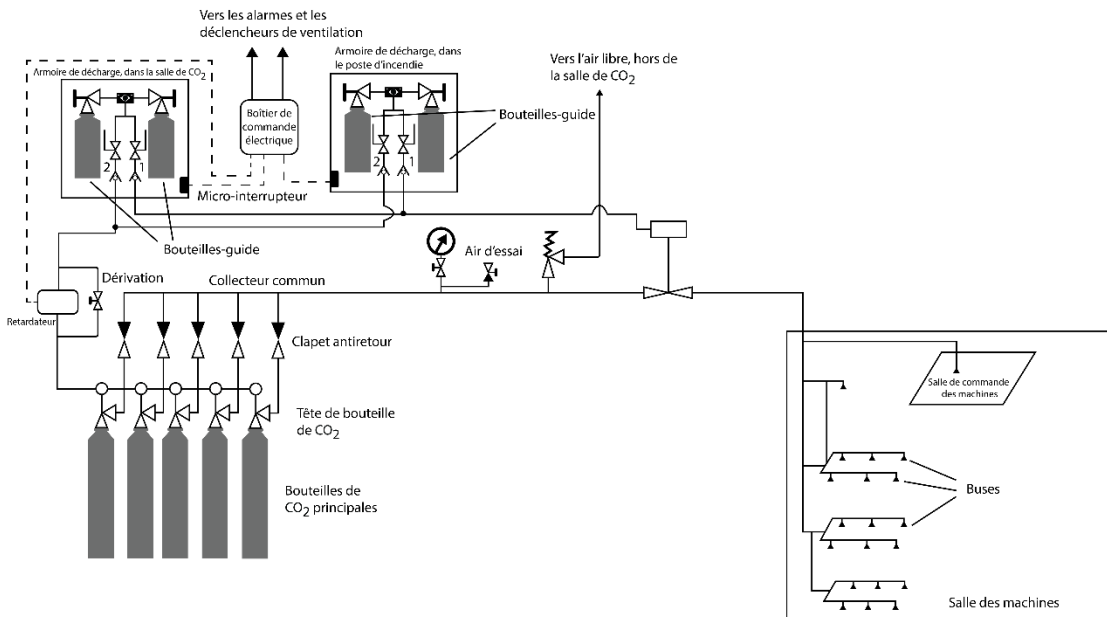 Vers les alarmes et les
déclencheurs de ventilation
Armoire de décharge, dans la salle de CO2
Armoire de décharge, dans
le poste d'incendie
Vers l'air libre, hors de
la salle de CO2
Boîtier de
commande
électrique
Bouteilles-guide
2
1
2
1
Micro-interrupteur
Bouteilles-guide
Air d'essai
Dérivation
Collecteur commun
Retardateur
Clapet antiretour
Salle de commande
des machines
Tête de bouteille
de CO2
Bouteilles de
CO2 principales
Buses
Salle des machines